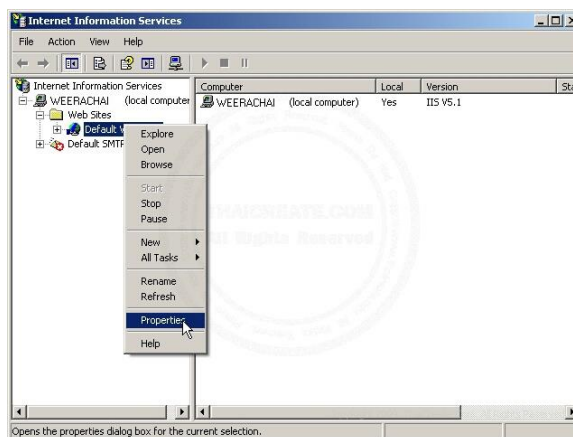 Internet Information Services
File Action View Help
Internet Information Services
WEERACHAI (local computer
Web Sites
Default W
Default SMTP
Computer Local Version Sta
WEERACHAI (local computer) Yes IIS V5.1
Explore
Open
Browse
Start
Stop
Pause
New
All Tasks
Rename
Refresh
Properties
Help
THAICREATE.COM
All Rights Reserved
Opens the properties dialog box for the current selection.